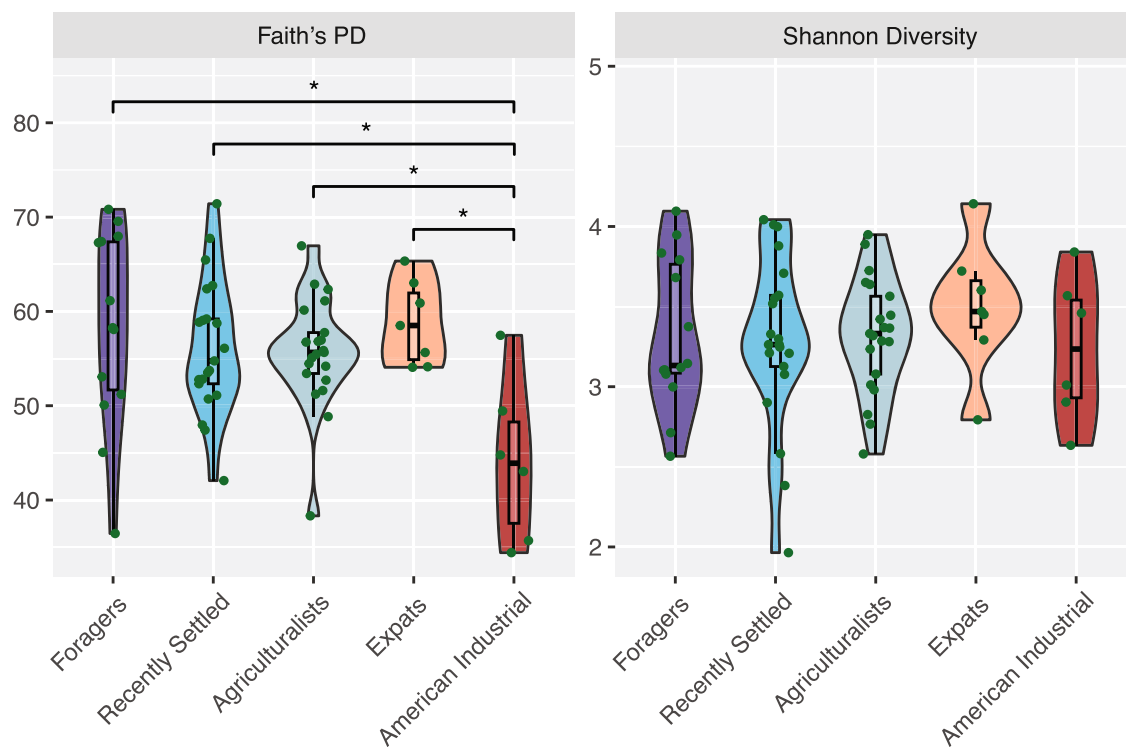 Faith’s PD
Shannon Diversity
*
*
*
*
80
70
60
50
40
5
4
3
2
Foragers
Recently Settled
Agriculturalists
Expats
American Industrial
Foragers
Recently Settled
Agriculturalists
Expats
American Industrial